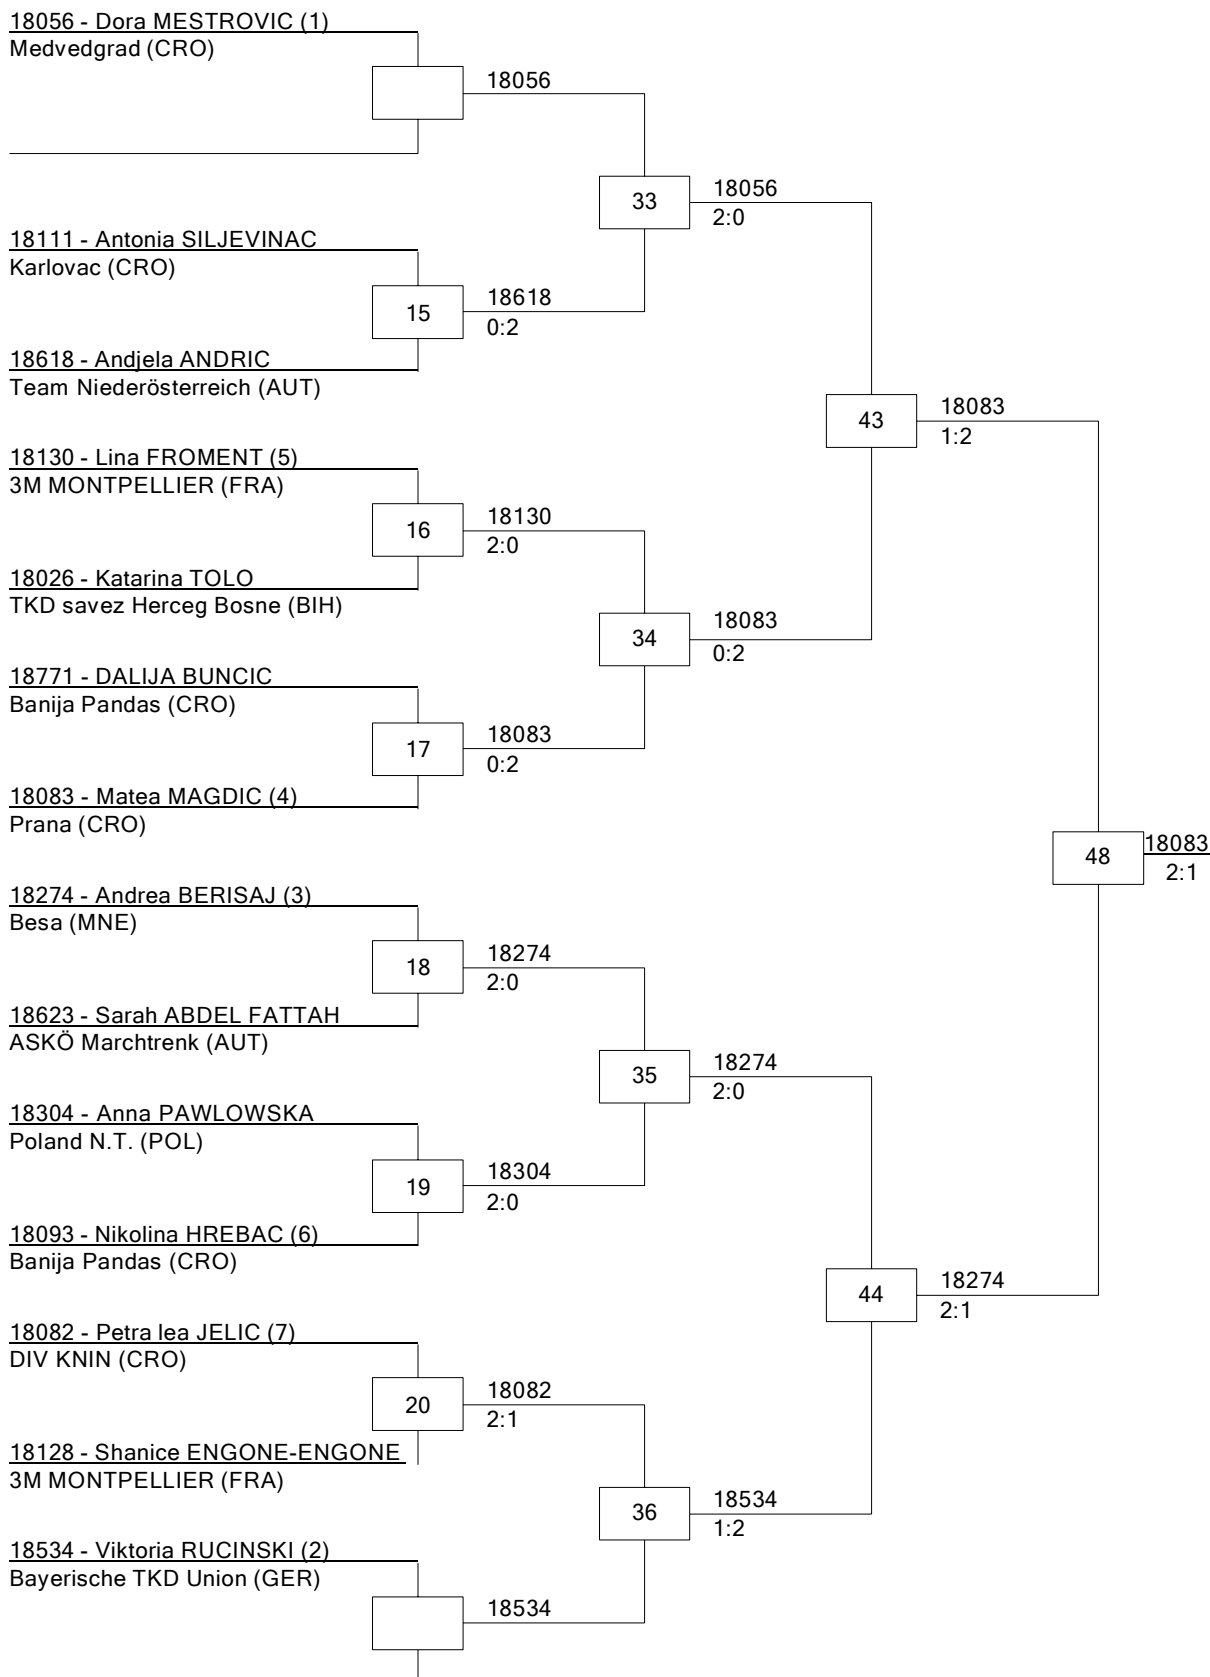 18056 - Dora MESTROVIC (1)
Medvedgrad (CRO)
18056
33
18056
2:0
18111 - Antonia SILJEVINAC
Karlovac (CRO)
15
18618
0:2
18618 - Andjela ANDRIC
Team Niederösterreich (AUT)
43
18083
1:2
18130 - Lina FROMENT (5)
3M MONTPELLIER (FRA)
16
18130
2:0
18026 - Katarina TOLO
TKD savez Herceg Bosne (BIH)
34
18083
0:2
18771 - DALIJA BUNCIC
Banija Pandas (CRO)
17
18083
0:2
18083 - Matea MAGDIC (4)
Prana (CRO)
48
18083
2:1
18274 - Andrea BERISAJ (3)
Besa (MNE)
18
18274
2:0
18623 - Sarah ABDEL FATTAH
ASKÖ Marchtrenk (AUT)
35
18274
2:0
18304 - Anna PAWLOWSKA
Poland N.T. (POL)
19
18304
2:0
18093 - Nikolina HREBAC (6)
Banija Pandas (CRO)
44
18274
2:1
18082 - Petra lea JELIC (7)
DIV KNIN (CRO)
20
18082
2:1
18128 - Shanice ENGONE-ENGONE
3M MONTPELLIER (FRA)
36
18534
1:2
18534 - Viktoria RUCINSKI (2)
Bayerische TKD Union (GER)
18534